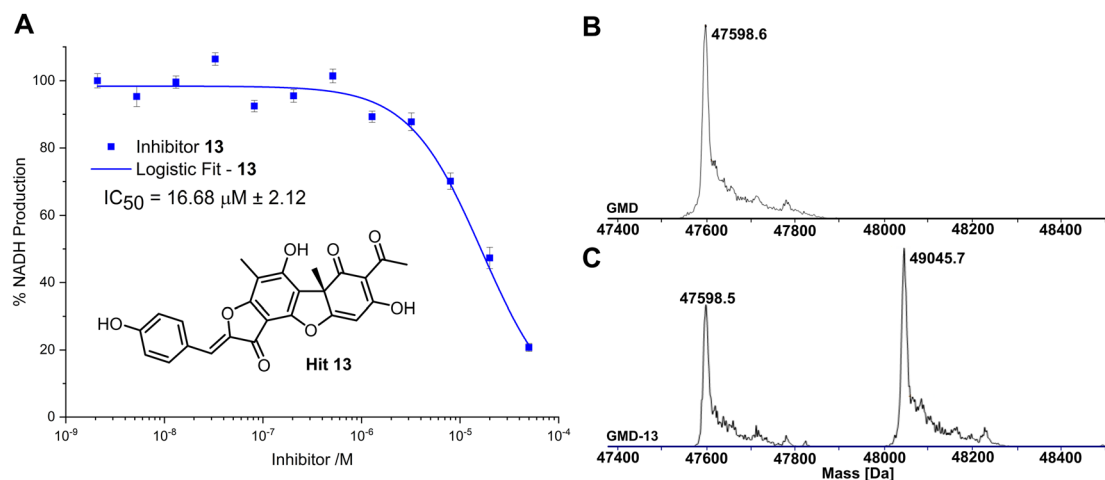 A
% NADH Production
100
80
60
40
20
0
Inhibitor 13
Logistic Fit - 13
IC50 = 16.68 μM ± 2.12
OH
O
O
O
O
OH
HO
O
Hit 13
10-9
10-8
10-7
10-6
10-5
10-4
Inhibitor /M
B
47598.6
GMD
47400
47600
47800
48000
48200
48400
C
47598.5
49045.7
GMD-13
47400
47600
47800
48000
48200
48400
Mass [Da]